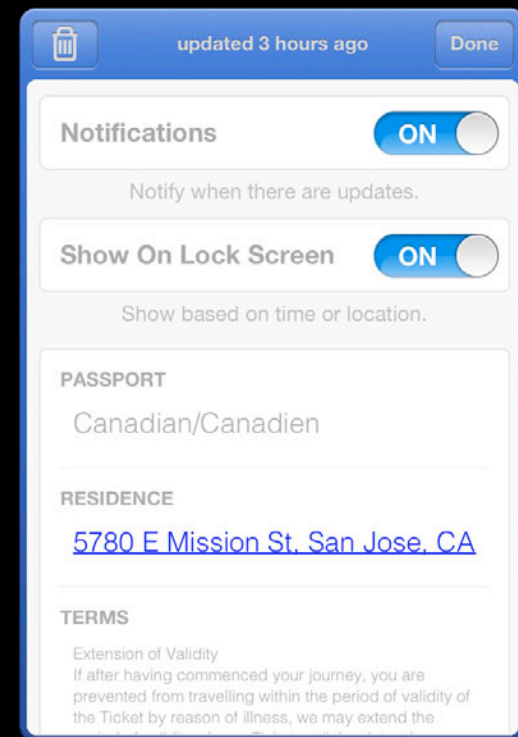 updated 3 hours ago
Done
Notifications
ON
Notify when there are updates.
Show On Lock Screen
ON
Show based on time or location.
PASSPORT
Canadian/Canadien
RESIDENCE
5780 E Mission St, San Jose, CA
TERMS
Extension of Validity
If after having commenced your journey, you are
prevented from travelling within the period of validity of
the Ticket by reason of illness, we may extend the